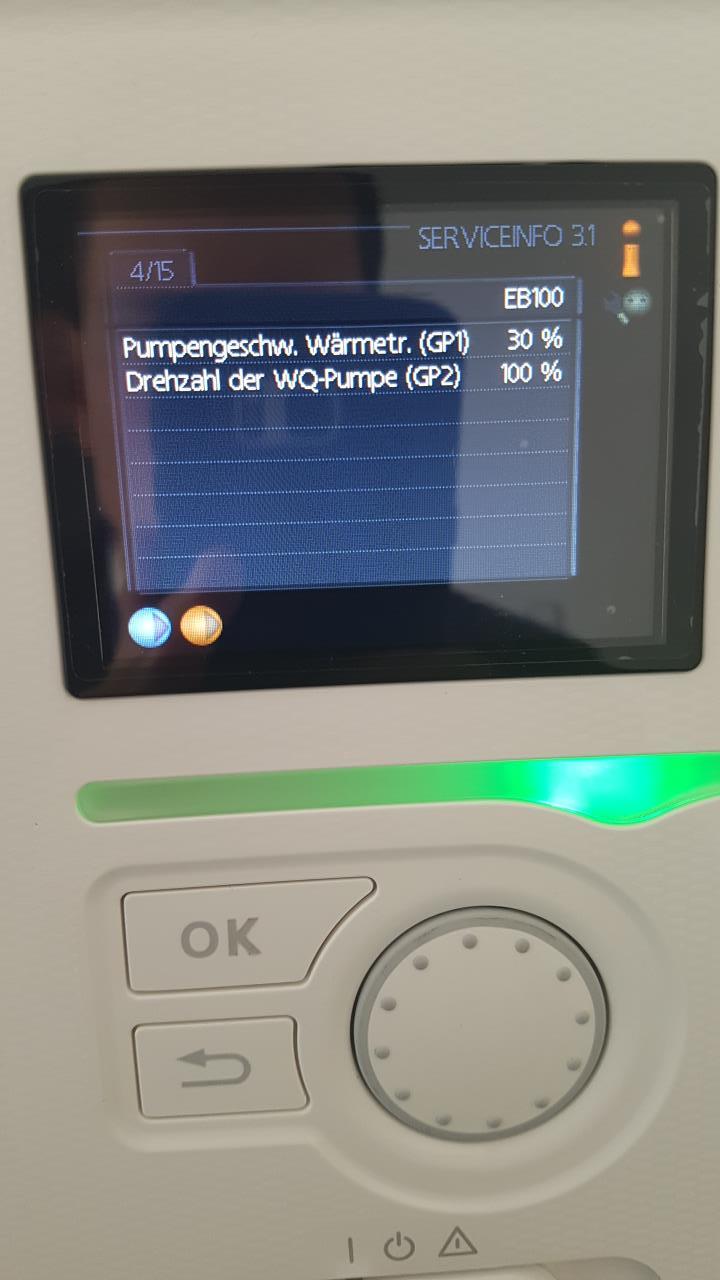 SERVICEINFO 3.1
4/15
EB100
Pumpengeschw. Wärmetr. (GP1) 30 %
Drehzahl der WQ-Pumpe (GP2) 100 %
OK